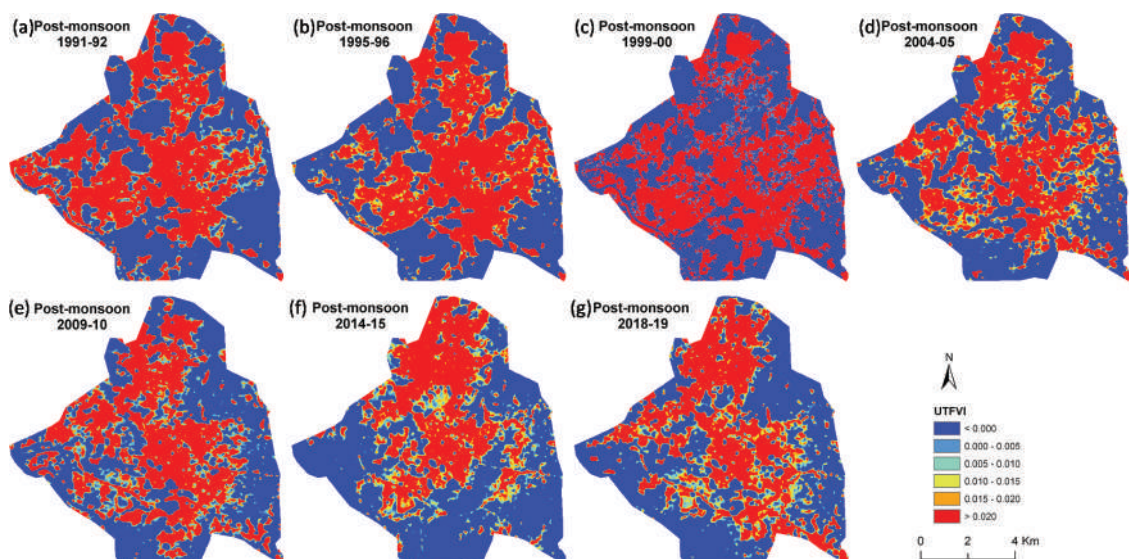 (a) Post-monsoon
1991-92
(b) Post-monsoon
1995-96
(c) Post-monsoon
1999-00
(d) Post-monsoon
2004-05
(e) Post-monsoon
2009-10
(f) Post-monsoon
2014-15
(g) Post-monsoon
2018-19
N
UTFVI
< 0.000
0.000 - 0.005
0.005 - 0.010
0.010 - 0.015
0.015 - 0.020
> 0.020
0 2 4 Km